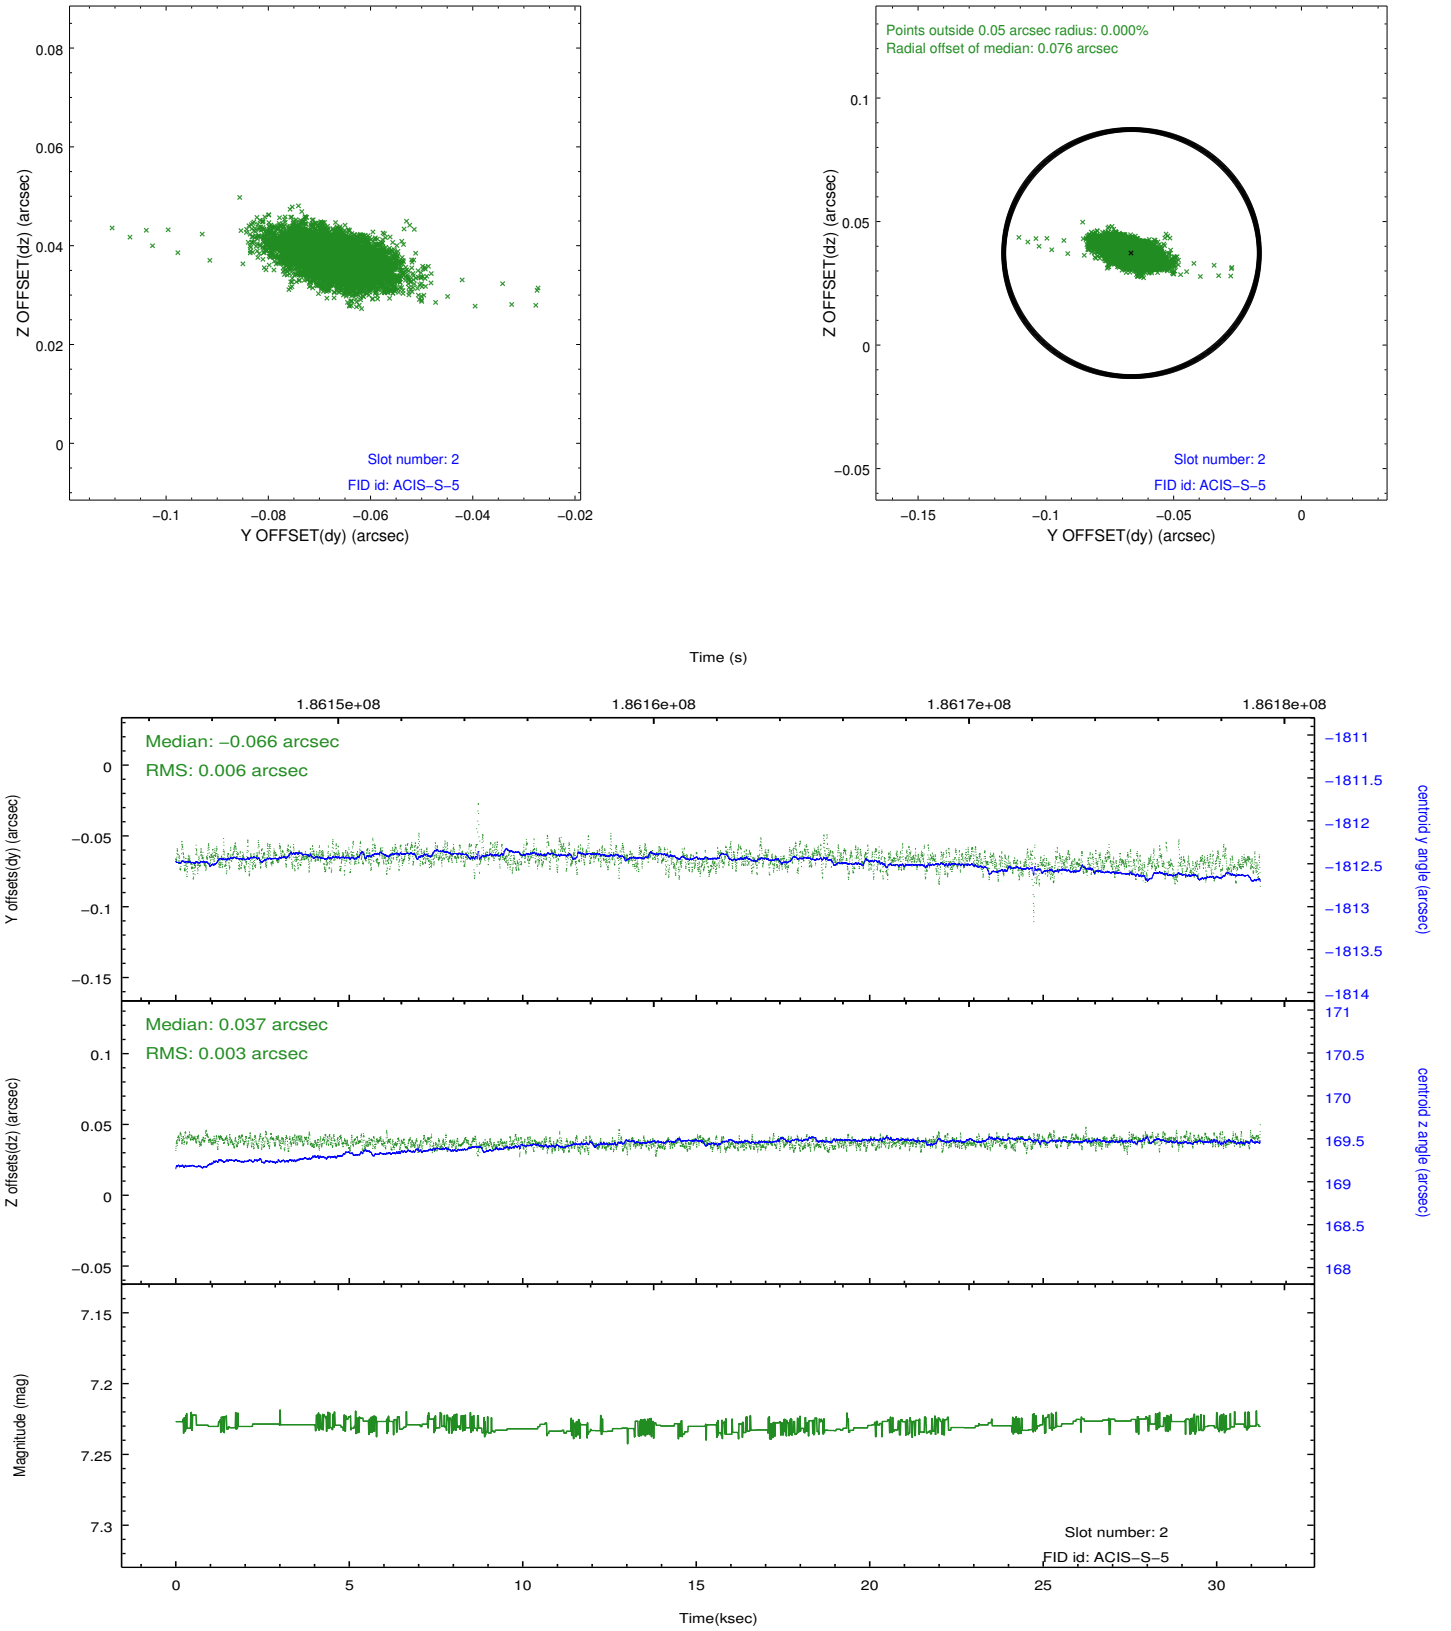 0.08
0.06
0.04
0.02
0
Z OFFSET(dz) (arcsec)
Slot number: 2
FID id: ACIS−S−5
−0.1
−0.08
−0.06
−0.04
−0.02
Y OFFSET(dy) (arcsec)
Points outside 0.05 arcsec radius: 0.000%
Radial offset of median: 0.076 arcsec
0.1
0.05
0
−0.05
Z OFFSET(dz) (arcsec)
Slot number: 2
FID id: ACIS−S−5
−0.15
−0.1
−0.05
0
Y OFFSET(dy) (arcsec)
Time (s)
1.8615e+08
1.8616e+08
1.8617e+08
1.8618e+08
Median: −0.066 arcsec
RMS: 0.006 arcsec
0
−0.05
−0.1
−0.15
Y offsets(dy) (arcsec)
−1811
−1811.5
−1812
−1812.5
−1813
−1813.5
−1814
centroid y angle (arcsec)
Median: 0.037 arcsec
RMS: 0.003 arcsec
0.1
0.05
0
−0.05
Z offsets(dz) (arcsec)
171
170.5
170
169.5
169
168.5
168
centroid z angle (arcsec)
7.15
7.2
7.25
7.3
Magnitude (mag)
Slot number: 2
FID id: ACIS−S−5
0
5
10
15
20
25
30
Time(ksec)